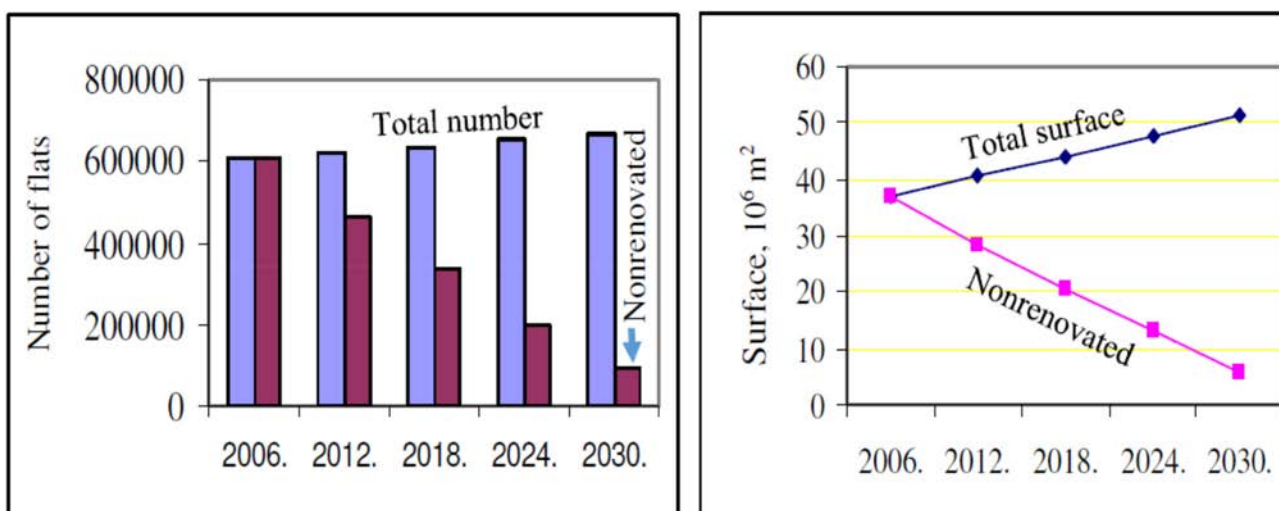 Number of flats
800000
600000
400000
200000
0
Total number
Nonrenovated
2006. 2012. 2018. 2024. 2030.
Surface, 10⁶ m²
60
50
40
30
20
10
0
Total surface
Nonrenovated
2006. 2012. 2018. 2024. 2030.